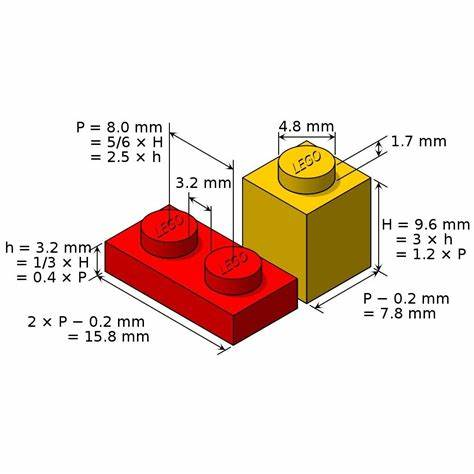 P = 8.0 mm
= 5/6 × H
= 2.5 × h
4.8 mm
1.7 mm
LEGO
3.2 mm
LEGO
LEGO
h = 3.2 mm
= 1/3 × H
= 0.4 × P
H = 9.6 mm
= 3 × h
= 1.2 × P
P − 0.2 mm
= 7.8 mm
2 × P − 0.2 mm
= 15.8 mm